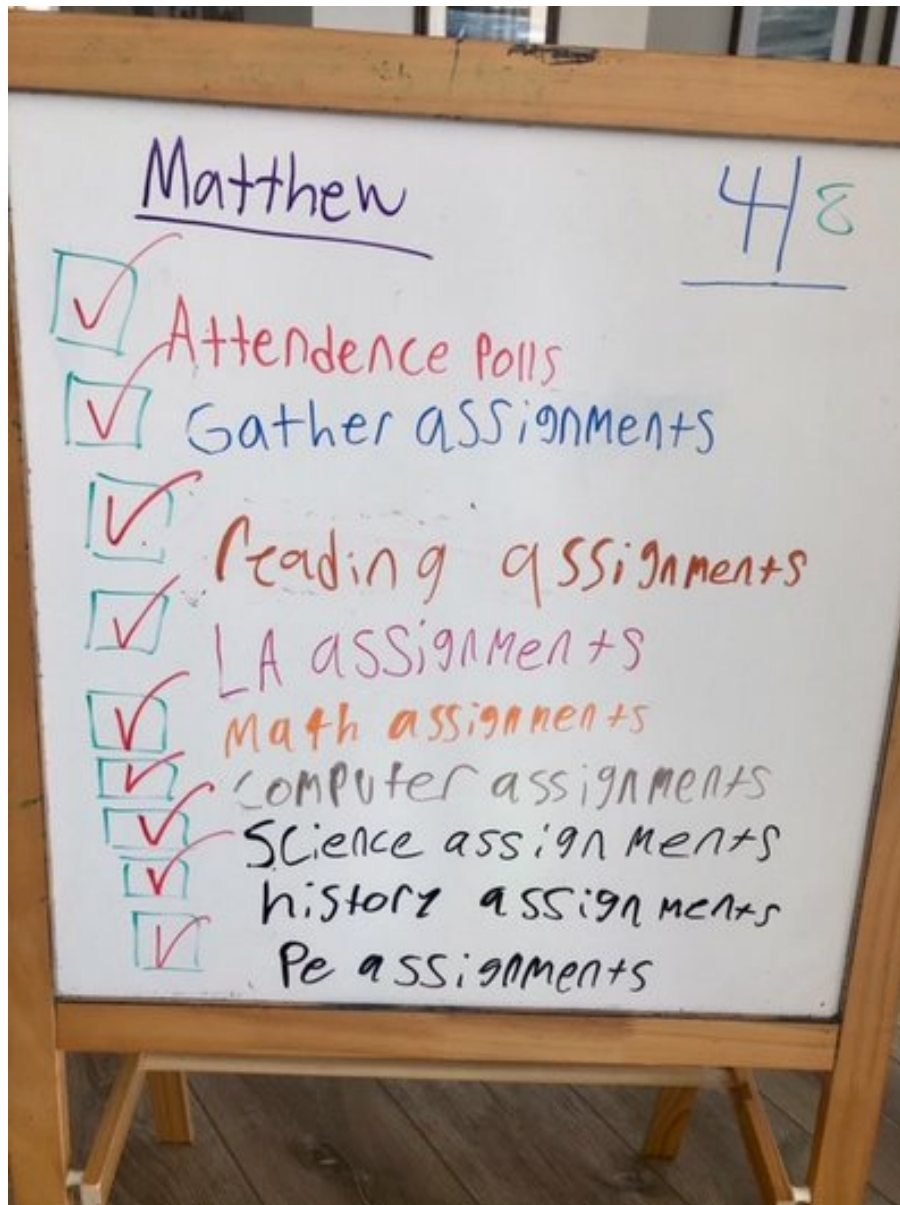 Matthew
4/8
Attendence Polls
Gather assignments
reading assignments
LA assignments
Math assignments
Computer assignments
Science assignments
history assignments
Pe assignments